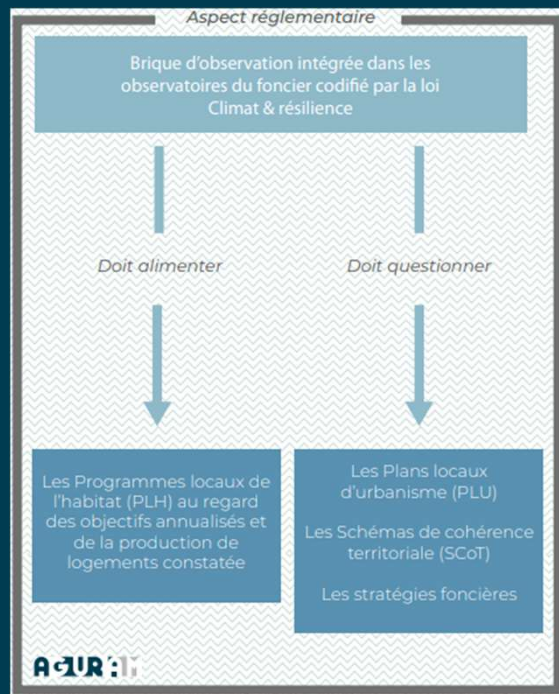 Aspect réglementaire
Brique d'observation intégrée dans les
observatoires du foncier codifié par la loi
Climat & résilience
Doit alimenter
Doit questionner
Les Programmes locaux de
l'habitat (PLH) au regard
des objectifs annualisés et
de la production de
logements constatée
Les Plans locaux
d'urbanisme (PLU)
Les Schémas de cohérence
territoriale (SCoT)
Les stratégies foncières
AGURAM